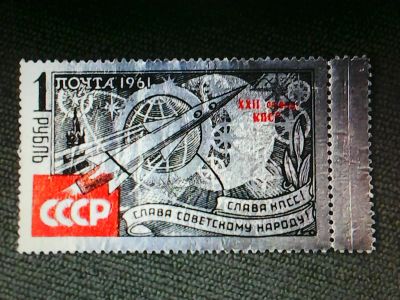 1
РУБЛЬ
ПОЧТА 1961
XXII съезд
КПСС
СССР
СЛАВА КПСС!
СЛАВА СОВЕТСКОМУ НАРОДУ!